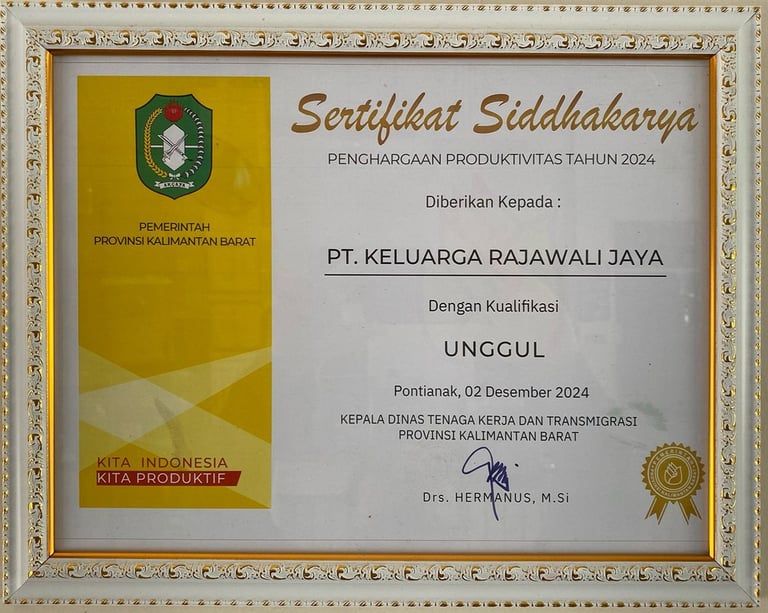 AKCAYA
PEMERINTAH
PROVINSI KALIMANTAN BARAT
KITA INDONESIA
KITA PRODUKTIF
Sertifikat Siddhakarya
PENGHARGAAN PRODUKTIVITAS TAHUN 2024
Diberikan Kepada :
PT. KELUARGA RAJAWALI JAYA
Dengan Kualifikasi
UNGGUL
Pontianak, 02 Desember 2024
KEPALA DINAS TENAGA KERJA DAN TRANSMIGRASI
PROVINSI KALIMANTAN BARAT
Drs. HERMANUS, M.Si